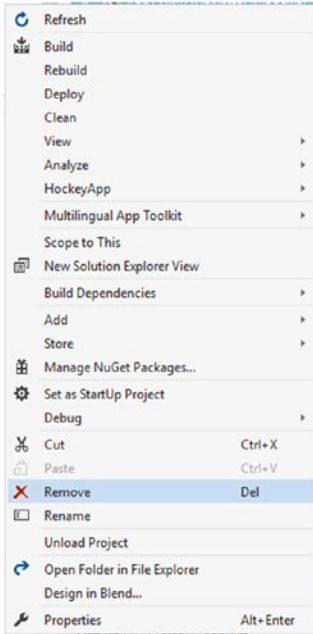 Refresh
Build
Rebuild
Deploy
Clean
View
Analyze
HockeyApp
Multilingual App Toolkit
Scope to This
New Solution Explorer View
Build Dependencies
Add
Store
Manage NuGet Packages...
Set as StartUp Project
Debug
Cut Ctrl+X
Paste Ctrl+V
Remove Del
Rename
Unload Project
Open Folder in File Explorer
Design in Blend...
Properties Alt+Enter